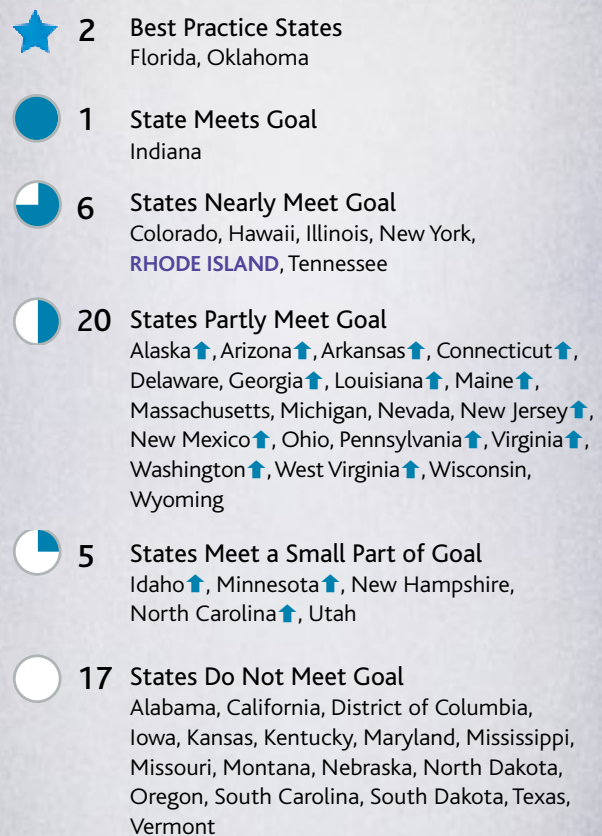 2 Best Practice States
Florida, Oklahoma
1 State Meets Goal
Indiana
6 States Nearly Meet Goal
Colorado, Hawaii, Illinois, New York,
RHODE ISLAND, Tennessee
20 States Partly Meet Goal
Alaska⬆, Arizona⬆, Arkansas⬆, Connecticut⬆,
Delaware, Georgia⬆, Louisiana⬆, Maine⬆,
Massachusetts, Michigan, Nevada, New Jersey⬆,
New Mexico⬆, Ohio, Pennsylvania⬆, Virginia⬆,
Washington⬆, West Virginia⬆, Wisconsin,
Wyoming
5 States Meet a Small Part of Goal
Idaho⬆, Minnesota⬆, New Hampshire,
North Carolina⬆, Utah
17 States Do Not Meet Goal
Alabama, California, District of Columbia,
Iowa, Kansas, Kentucky, Maryland, Mississippi,
Missouri, Montana, Nebraska, North Dakota,
Oregon, South Carolina, South Dakota, Texas,
Vermont